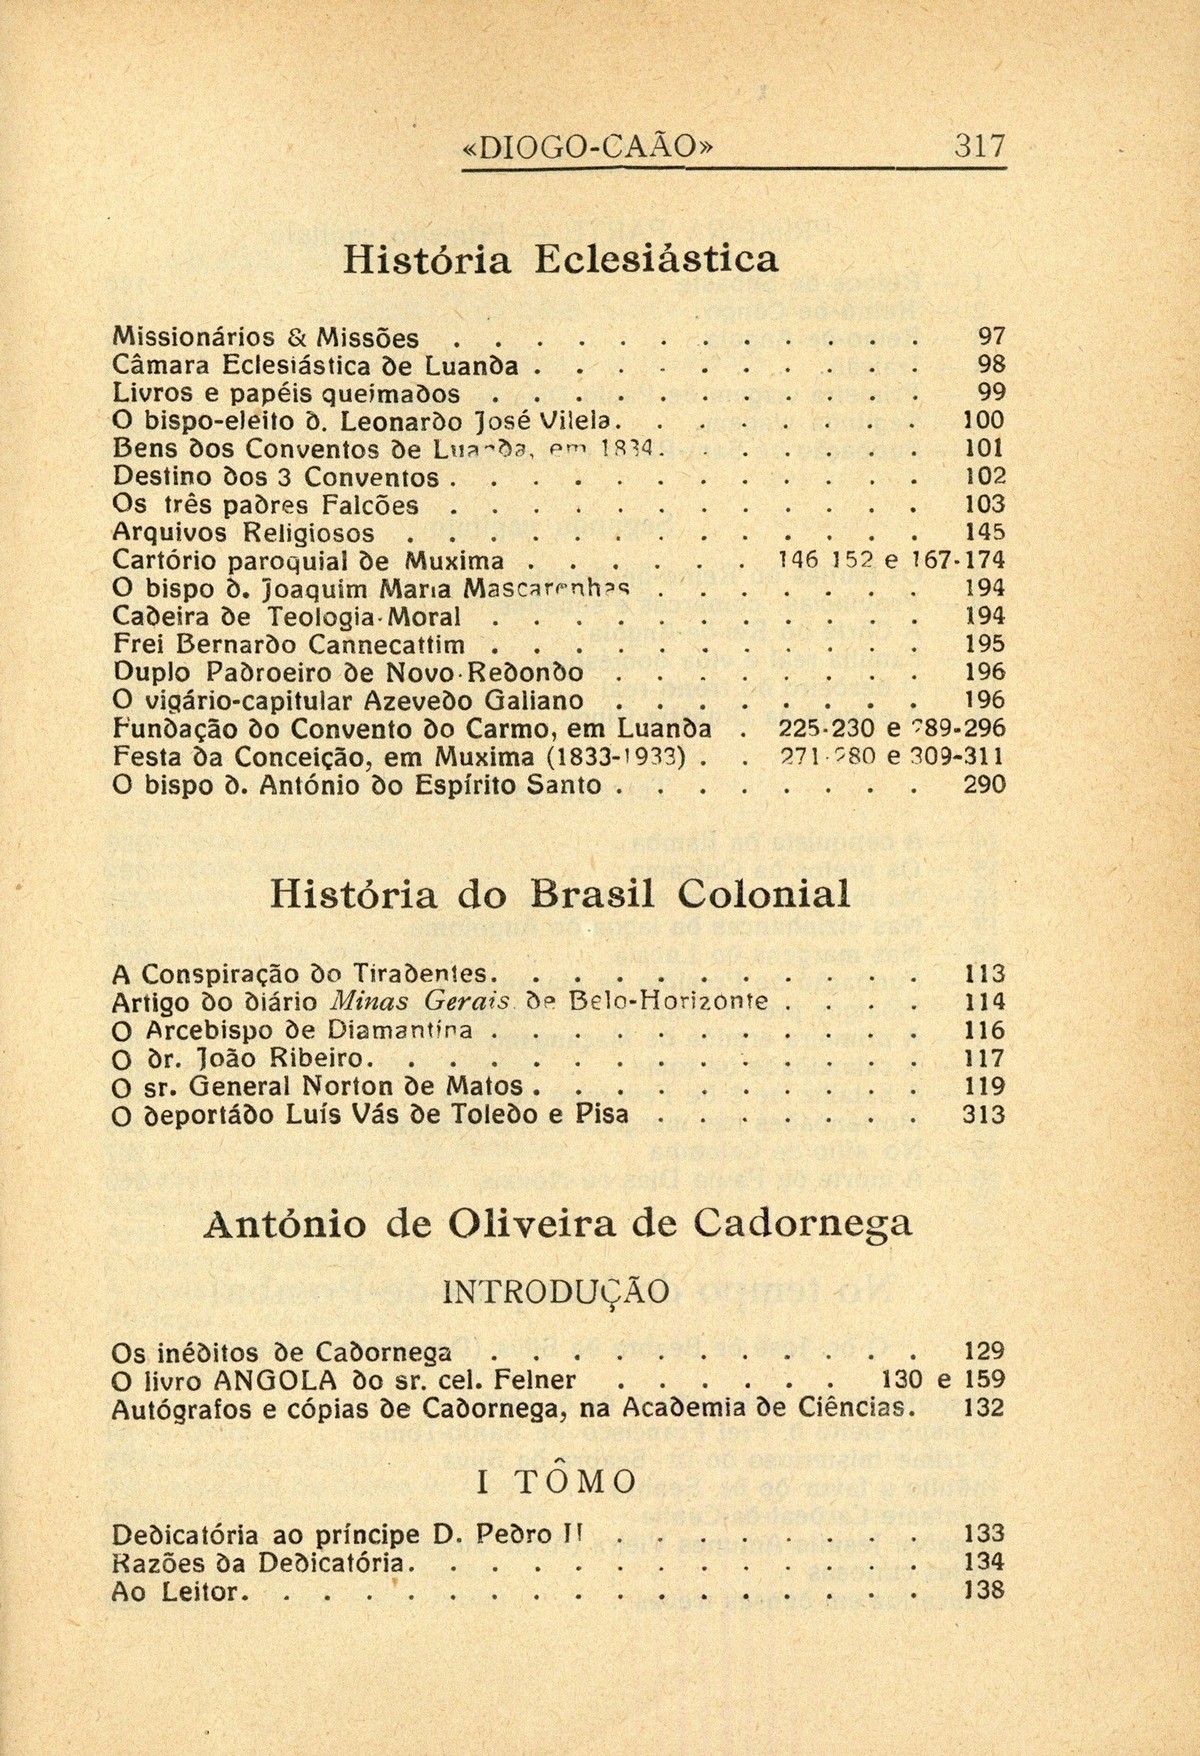 «DIOGO-CAÃO» 317
História Eclesiástica
Missionários & Missões . . . . . . . . . . . . 97
Câmara Eclesiástica de Luanda . . . . . . . . . . 98
Livros e papéis queimados . . . . . . . . . . . 99
O bispo-eleito d. Leonardo José Vilela. . . . . . . . 100
Bens dos Conventos de Luanda, em 1834. . . . . . . 101
Destino dos 3 Conventos . . . . . . . . . . . . 102
Os três padres Falcões . . . . . . . . . . . . 103
Arquivos Religiosos . . . . . . . . . . . . . 145
Cartório paroquial de Muxima . . . . . . 146 152 e 167-174
O bispo d. Joaquim Maria Mascarenhas . . . . . . . 194
Cadeira de Teologia-Moral . . . . . . . . . . . 194
Frei Bernardo Cannecattim . . . . . . . . . . . 195
Duplo Padroeiro de Novo-Redondo . . . . . . . . 196
O vigário-capitular Azevedo Galiano . . . . . . . . 196
Fundação do Convento do Carmo, em Luanda . 225-230 e 289-296
Festa da Conceição, em Muxima (1833-1933) . . 271-280 e 309-311
O bispo d. António do Espírito Santo . . . . . . . . 290
História do Brasil Colonial
A Conspiração do Tiradentes. . . . . . . . . . . 113
Artigo do diário Minas Gerais de Belo-Horizonte . . . . 114
O Arcebispo de Diamantina . . . . . . . . . . . 116
O dr. João Ribeiro. . . . . . . . . . . . . . 117
O sr. General Norton de Matos . . . . . . . . . . 119
O deportádo Luís Vás de Toledo e Pisa . . . . . . . 313
António de Oliveira de Cadornega
INTRODUÇÃO
Os inéditos de Cadornega . . . . . . . . . . . 129
O livro ANGOLA do sr. cel. Felner . . . . . . 130 e 159
Autógrafos e cópias de Cadornega, na Academia de Ciências. 132
I TÔMO
Dedicatória ao príncipe D. Pedro II . . . . . . . . 133
Razões da Dedicatória. . . . . . . . . . . . . 134
Ao Leitor. . . . . . . . . . . . . . . . . 138